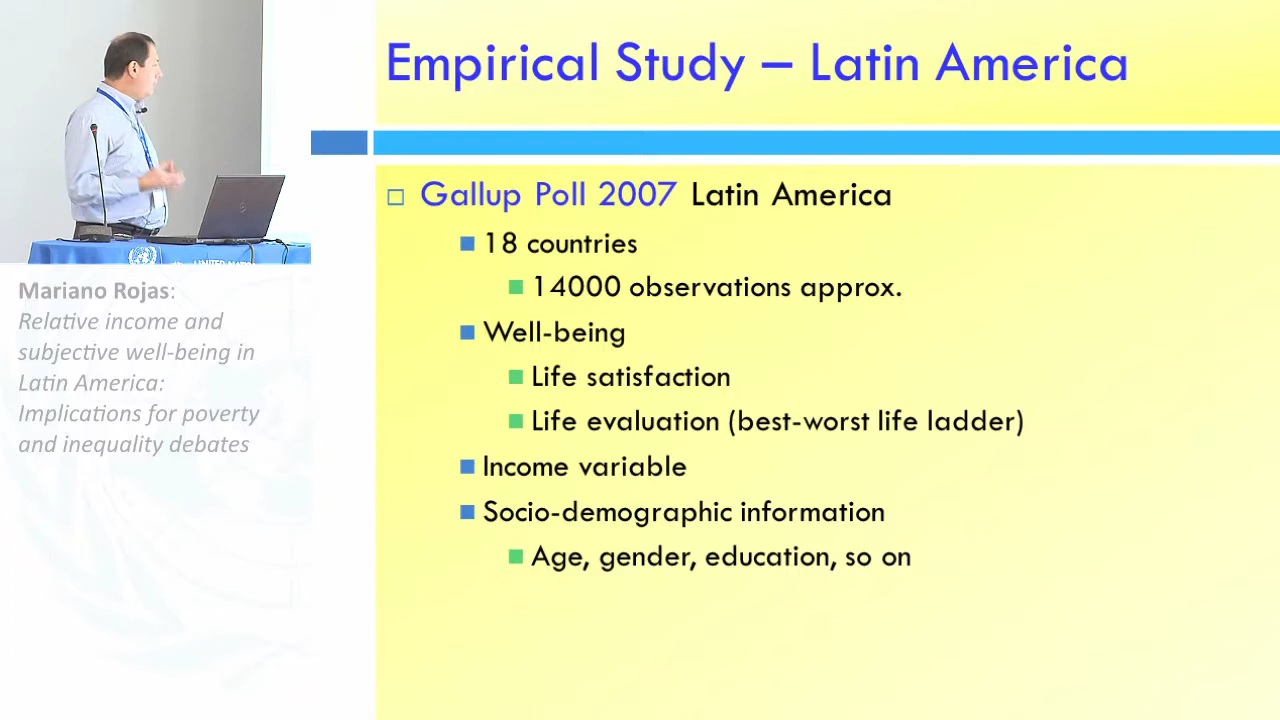 Empirical Study – Latin America
Gallup Poll 2007 Latin America
18 countries
14000 observations approx.
Well-being
Life satisfaction
Life evaluation (best-worst life ladder)
Income variable
Socio-demographic information
Age, gender, education, so on
UNITED NAT
Mariano Rojas:
Relative income and
subjective well-being in
Latin America:
Implications for poverty
and inequality debates